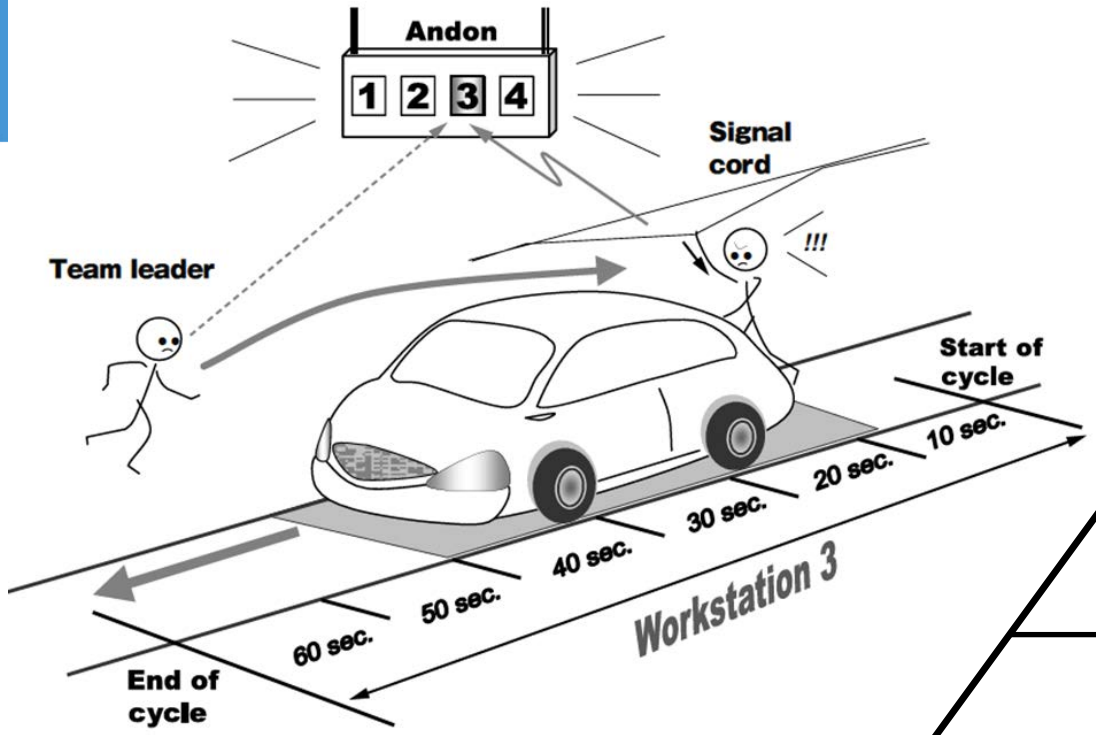 Andon
1 2 3 4
Signal
cord
!!!
Team leader
Start of
cycle
10 sec.
20 sec.
30 sec.
40 sec.
50 sec.
60 sec.
Workstation 3
End of
cycle